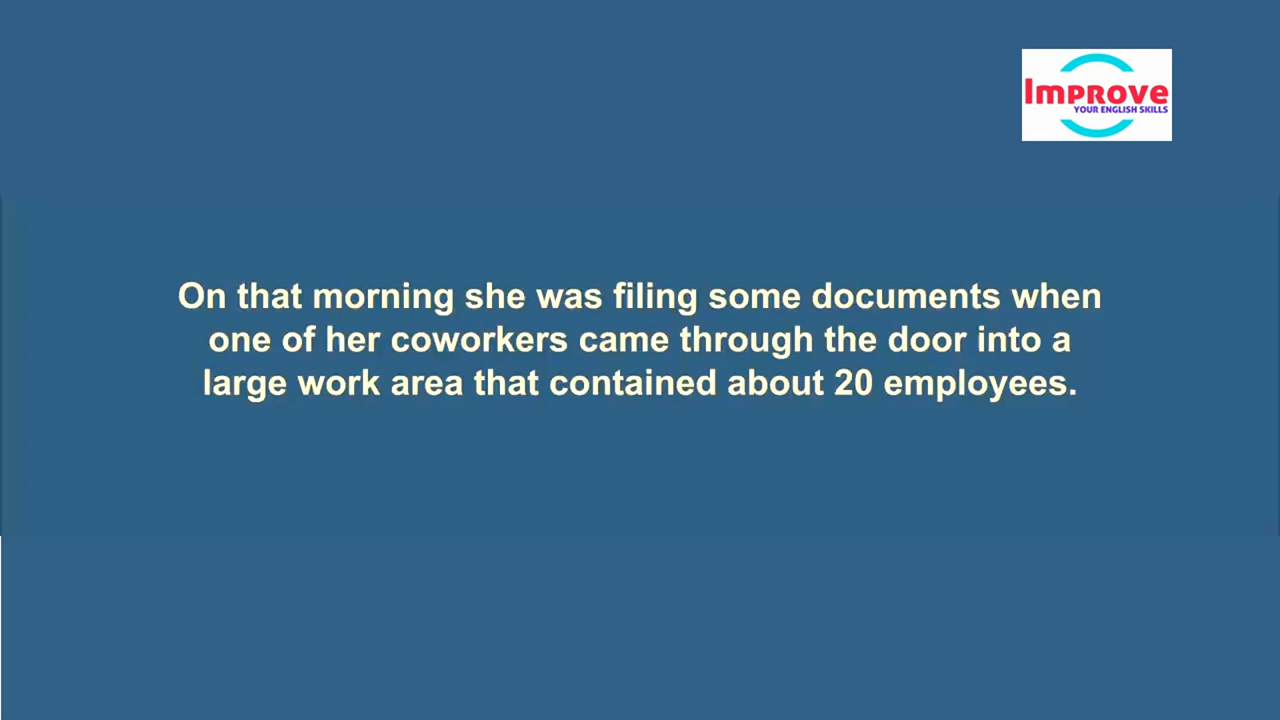 Improve
YOUR ENGLISH SKILLS
On that morning she was filing some documents when
one of her coworkers came through the door into a
large work area that contained about 20 employees.